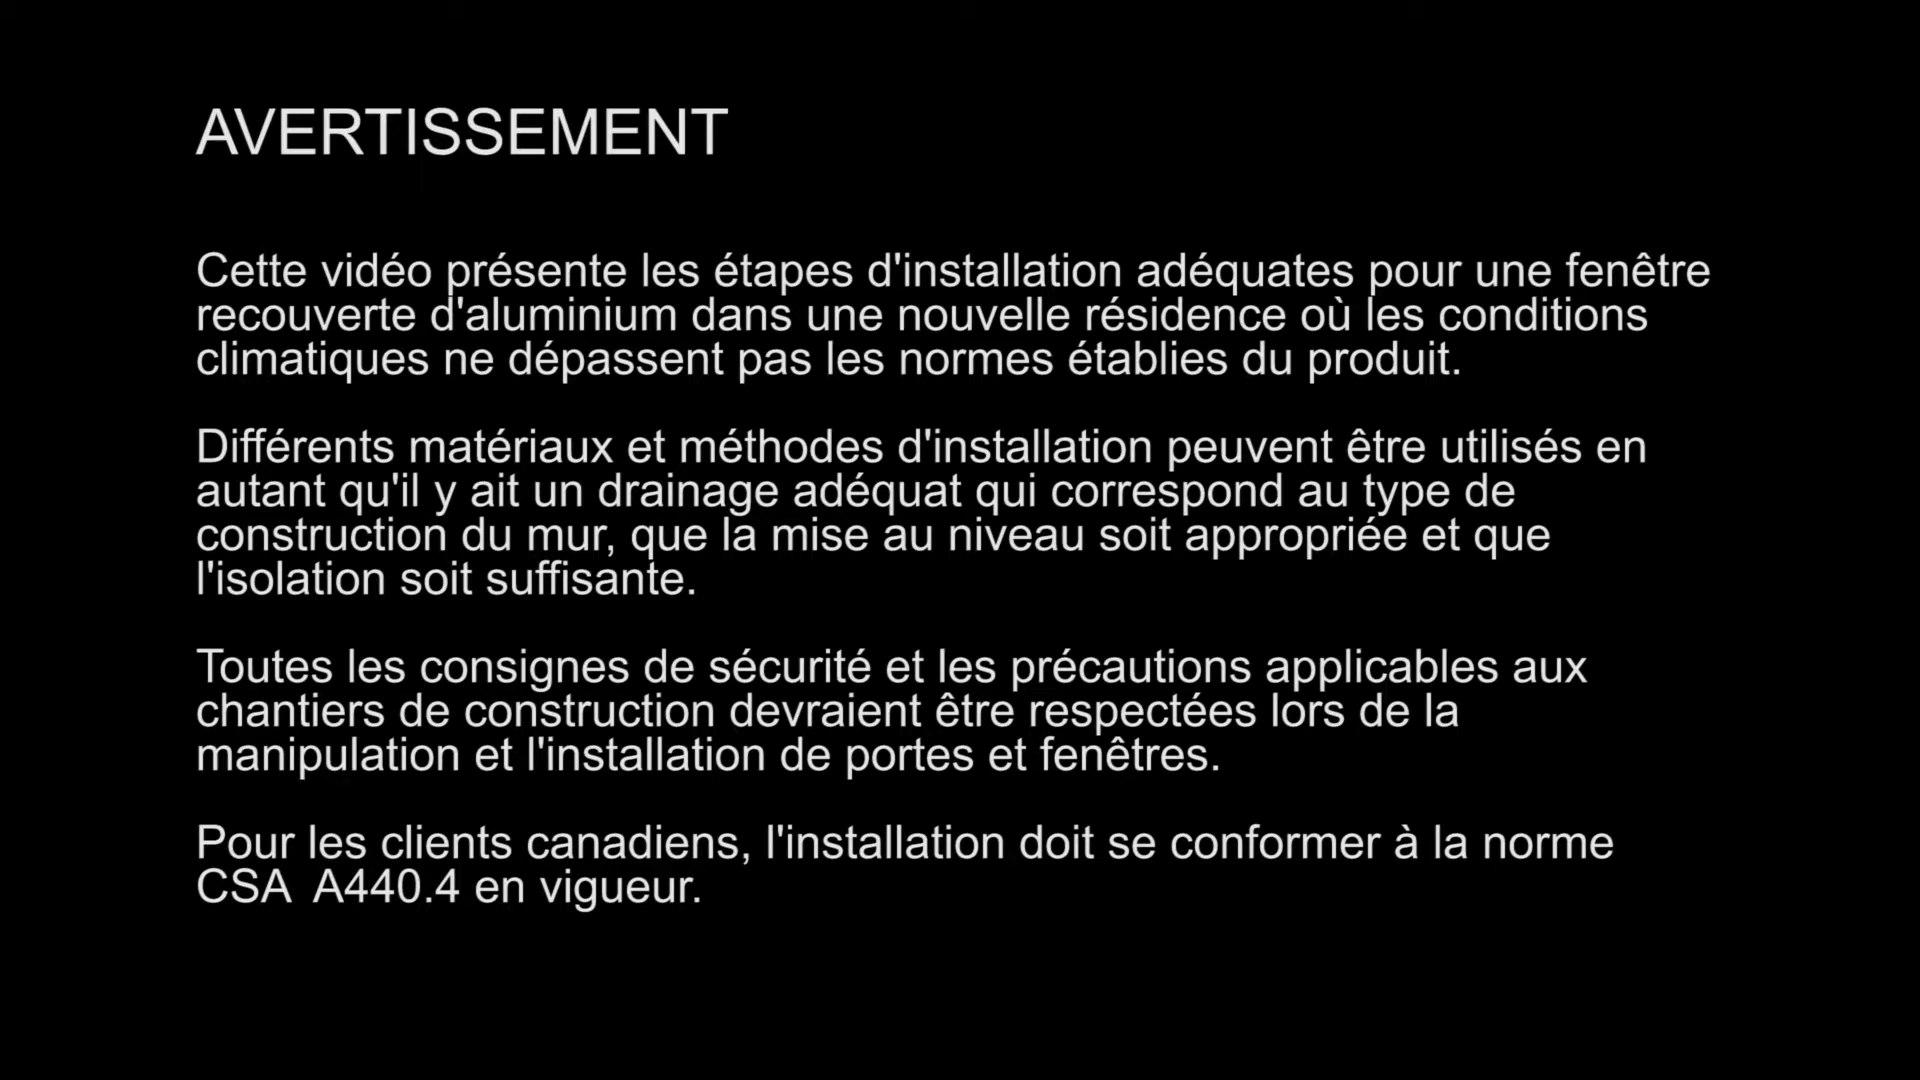 AVERTISSEMENT
Cette vidéo présente les étapes d'installation adéquates pour une fenêtre
recouverte d'aluminium dans une nouvelle résidence où les conditions
climatiques ne dépassent pas les normes établies du produit.
Différents matériaux et méthodes d'installation peuvent être utilisés en
autant qu'il y ait un drainage adéquat qui correspond au type de
construction du mur, que la mise au niveau soit appropriée et que
l'isolation soit suffisante.
Toutes les consignes de sécurité et les précautions applicables aux
chantiers de construction devraient être respectées lors de la
manipulation et l'installation de portes et fenêtres.
Pour les clients canadiens, l'installation doit se conformer à la norme
CSA  A440.4 en vigueur.